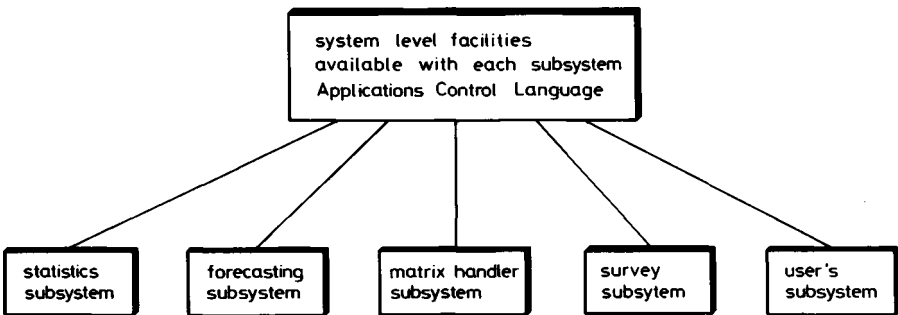 system level facilities
available with each subsystem
Applications Control Language
statistics
subsystem
forecasting
subsystem
matrix handler
subsystem
survey
subsytem
user's
subsystem